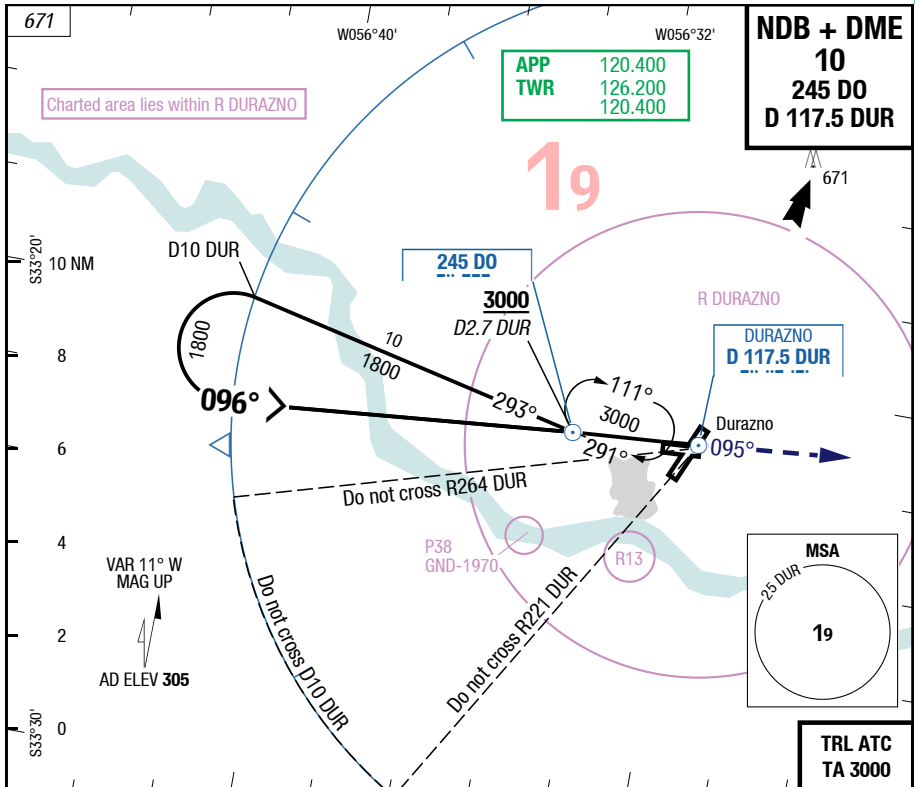 671
W056°40'
W056°32'
NDB + DME
10
245 DO
D 117.5 DUR
APP 120.400
TWR 126.200
120.400
Charted area lies within R DURAZNO
19
671
S33°20'
10 NM
D10 DUR
245 DO
3000
D2.7 DUR
R DURAZNO
DURAZNO
D 117.5 DUR
8
1800
10
1800
096°
293°
111°
3000
291°
Durazno
095°
6
Do not cross R264 DUR
4
P38
GND-1970
R13
MSA
25 DUR
19
VAR 11° W
MAG UP
AD ELEV 305
Do not cross D10 DUR
Do not cross R221 DUR
2
S33°30'
0
TRL ATC
TA 3000